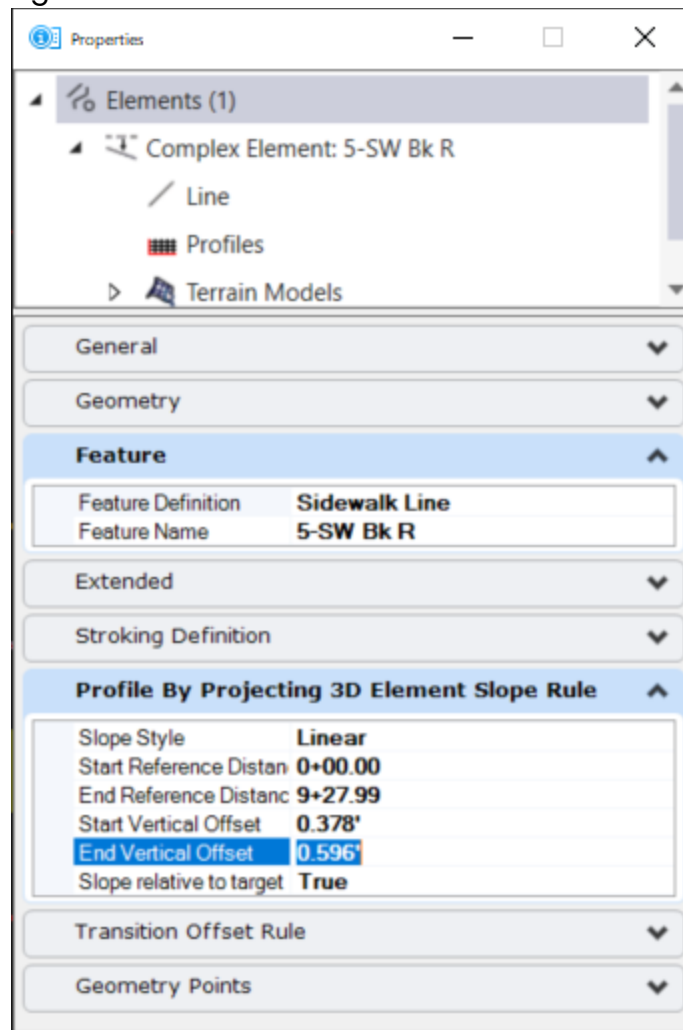 Properties
Elements (1)
Complex Element: 5-SW Bk R
Line
Profiles
Terrain Models
General
Geometry
Feature
Feature Definition Sidewalk Line
Feature Name 5-SW Bk R
Extended
Stroking Definition
Profile By Projecting 3D Element Slope Rule
Slope Style Linear
Start Reference Distan 0+00.00
End Reference Distanc 9+27.99
Start Vertical Offset 0.378'
End Vertical Offset 0.596'
Slope relative to target True
Transition Offset Rule
Geometry Points